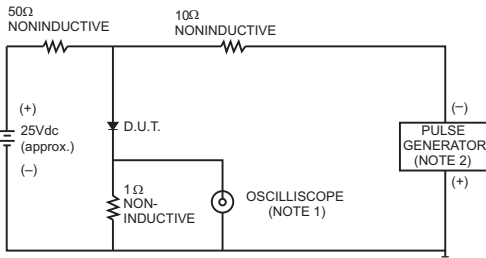 50Ω
NONINDUCTIVE
10Ω
NONINDUCTIVE
(+)
25Vdc
(approx.)
(–)
D.U.T.
1Ω
NON-
INDUCTIVE
OSCILLISCOPE
(NOTE 1)
(–)
PULSE
GENERATOR
(NOTE 2)
(+)